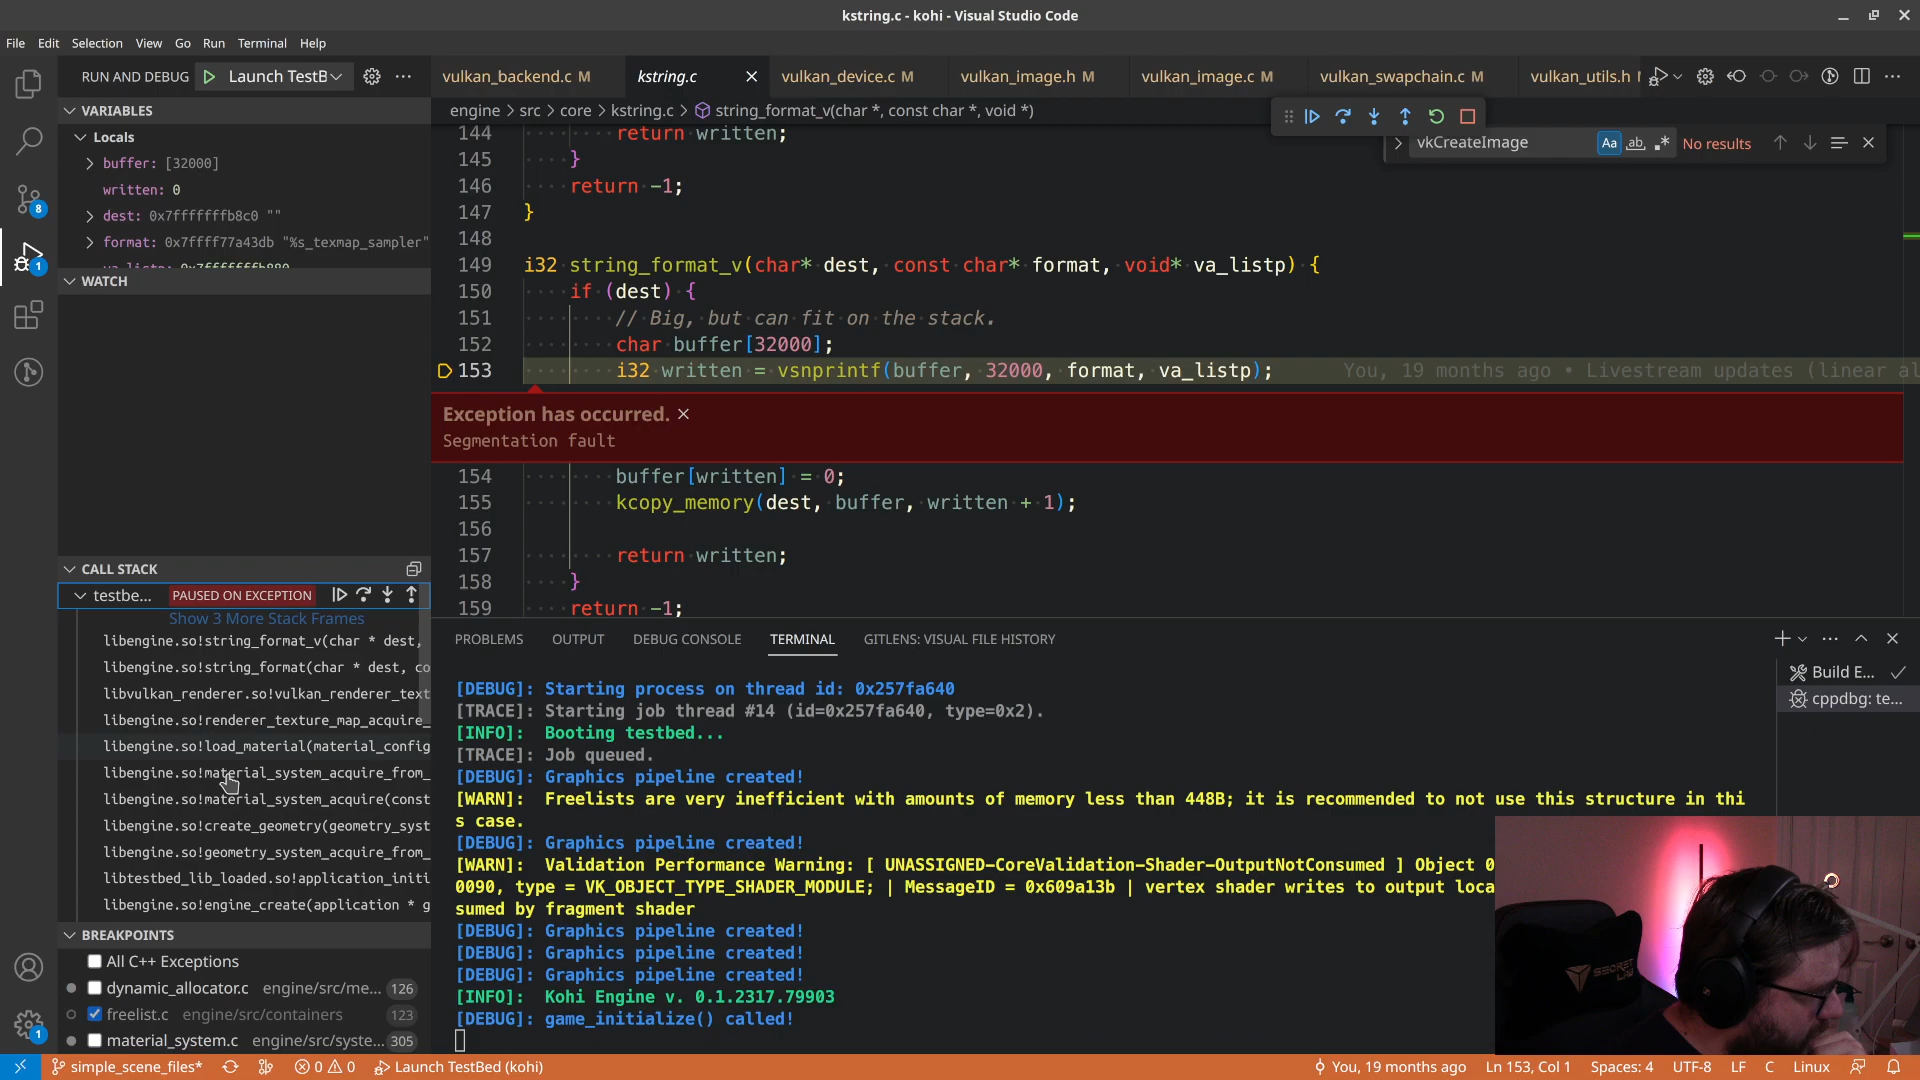 kstring.c - kohi - Visual Studio Code
File Edit Selection View Go Run Terminal Help
RUN AND DEBUG Launch TestB
vulkan_backend.c M kstring.c vulkan_device.c M vulkan_image.h M vulkan_image.c M vulkan_swapchain.c M vulkan_utils.h
VARIABLES
engine > src > core > kstring.c > string_format_v(char *, const char *, void *)
Locals
buffer: [32000]
written: 0
dest: 0x7fffffffb8c0 ""
format: 0x7ffff77a43db "%s_texmap_sampler"
WATCH
vkCreateImage Aa ab No results
144 return written;
145 }
146 return -1;
147 }
148
149 i32 string_format_v(char* dest, const char* format, void* va_listp) {
150 if (dest) {
151 // Big, but can fit on the stack.
152 char buffer[32000];
153 i32 written = vsnprintf(buffer, 32000, format, va_listp); You, 19 months ago • Livestream updates (linear al
Exception has occurred.
Segmentation fault
154 buffer[written] = 0;
155 kcopy_memory(dest, buffer, written + 1);
156
157 return written;
158 }
159 return -1;
CALL STACK
testbe... PAUSED ON EXCEPTION
Show 3 More Stack Frames
libengine.so!string_format_v(char * dest,
libengine.so!string_format(char * dest, co
libvulkan_renderer.so!vulkan_renderer_text
libengine.so!renderer_texture_map_acquire_
libengine.so!load_material(material_config
libengine.so!material_system_acquire_from_
libengine.so!material_system_acquire(const
libengine.so!create_geometry(geometry_syst
libengine.so!geometry_system_acquire_from_
libtestbed_lib_loaded.so!application_initi
libengine.so!engine_create(application * g
BREAKPOINTS
All C++ Exceptions
dynamic_allocator.c engine/src/me... 126
freelist.c engine/src/containers 123
material_system.c engine/src/syste... 305
PROBLEMS OUTPUT DEBUG CONSOLE TERMINAL GITLENS: VISUAL FILE HISTORY
Build E...
cppdbg: te...
[DEBUG]: Starting process on thread id: 0x257fa640
[TRACE]: Starting job thread #14 (id=0x257fa640, type=0x2).
[INFO]: Booting testbed...
[TRACE]: Job queued.
[DEBUG]: Graphics pipeline created!
[WARN]: Freelists are very inefficient with amounts of memory less than 448B; it is recommended to not use this structure in thi
s case.
[DEBUG]: Graphics pipeline created!
[WARN]: Validation Performance Warning: [ UNASSIGNED-CoreValidation-Shader-OutputNotConsumed ] Object 0
0090, type = VK_OBJECT_TYPE_SHADER_MODULE; | MessageID = 0x609a13b | vertex shader writes to output loca
sumed by fragment shader
[DEBUG]: Graphics pipeline created!
[DEBUG]: Graphics pipeline created!
[DEBUG]: Graphics pipeline created!
[INFO]: Kohi Engine v. 0.1.2317.79903
[DEBUG]: game_initialize() called!
SECRET
8
1
1
simple_scene_files* 0 0 Launch TestBed (kohi) You, 19 months ago Ln 153, Col 1 Spaces: 4 UTF-8 LF C Linux